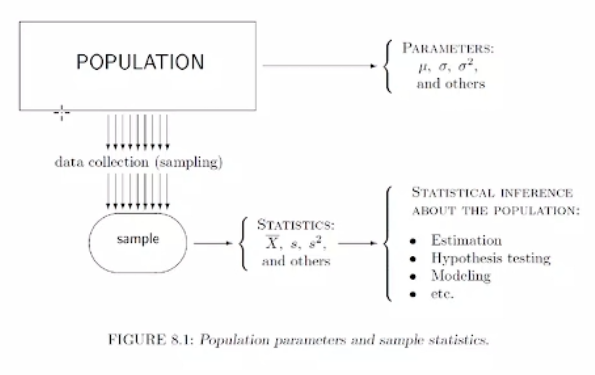 POPULATION
PARAMETERS:
μ, σ, σ²,
and others
data collection (sampling)
sample
STATISTICS:
X̅, s, s²,
and others
STATISTICAL INFERENCE
ABOUT THE POPULATION:
• Estimation
• Hypothesis testing
• Modeling
• etc.
FIGURE 8.1: Population parameters and sample statistics.